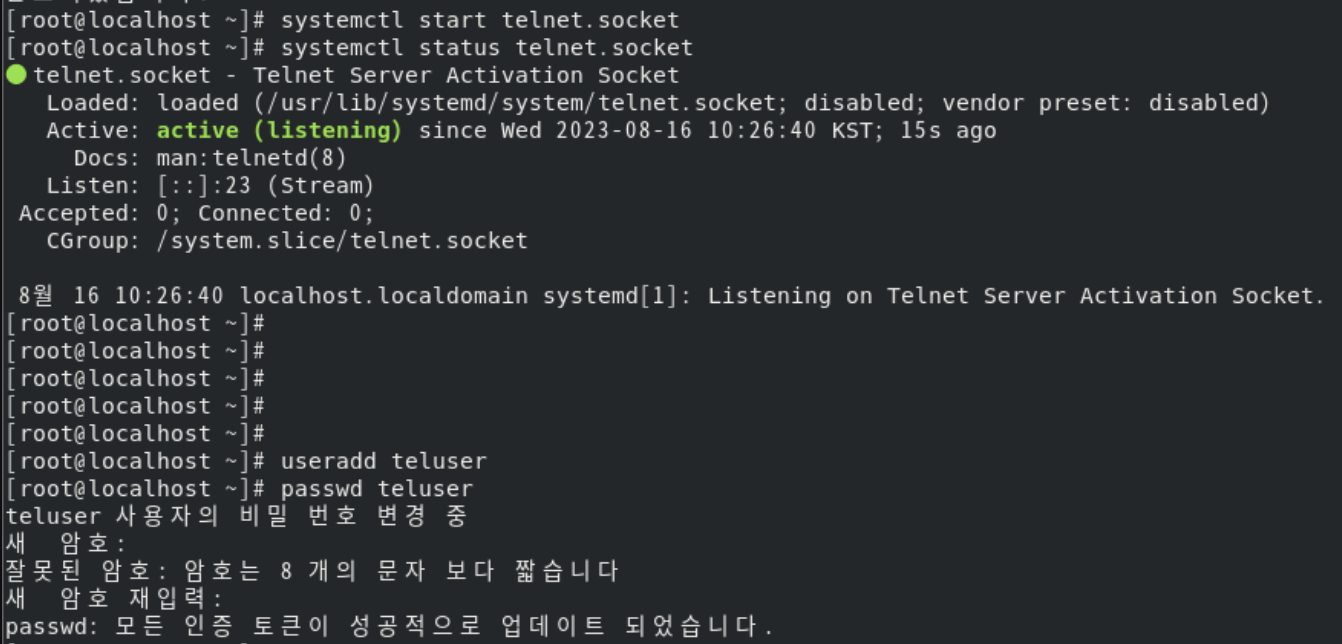 [root@localhost ~]# systemctl start telnet.socket
[root@localhost ~]# systemctl status telnet.socket
telnet.socket - Telnet Server Activation Socket
Loaded: loaded (/usr/lib/systemd/system/telnet.socket; disabled; vendor preset: disabled)
Active: active (listening) since Wed 2023-08-16 10:26:40 KST; 15s ago
Docs: man:telnetd(8)
Listen: [::]:23 (Stream)
Accepted: 0; Connected: 0;
CGroup: /system.slice/telnet.socket
8월 16 10:26:40 localhost.localdomain systemd[1]: Listening on Telnet Server Activation Socket.
[root@localhost ~]#
[root@localhost ~]#
[root@localhost ~]#
[root@localhost ~]#
[root@localhost ~]#
[root@localhost ~]# useradd teluser
[root@localhost ~]# passwd teluser
teluser 사용자의 비밀 번호 변경 중
새 암호:
잘못된 암호: 암호는 8 개의 문자 보다 짧습니다
새 암호 재입력:
passwd: 모든 인증 토큰이 성공적으로 업데이트 되었습니다.